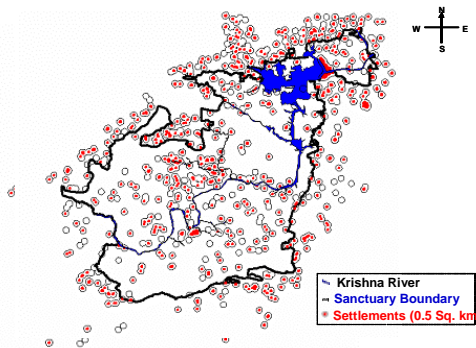 N
W E
S
Krishna River
Sanctuary Boundary
Settlements (0.5 Sq. km